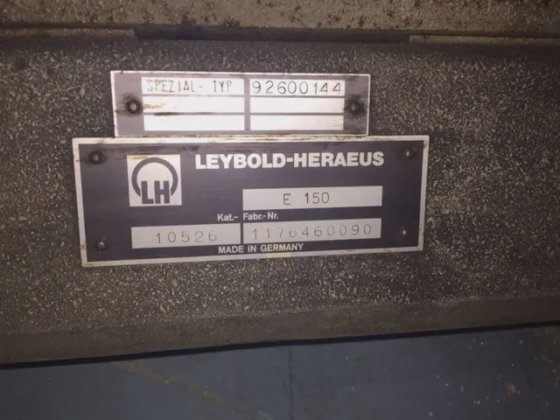 SPEZIAL- TYP 92600144
LH LEYBOLD-HERAEUS
E 150
Kat.- Fabr.-Nr.
10526 1176460090
MADE IN GERMANY